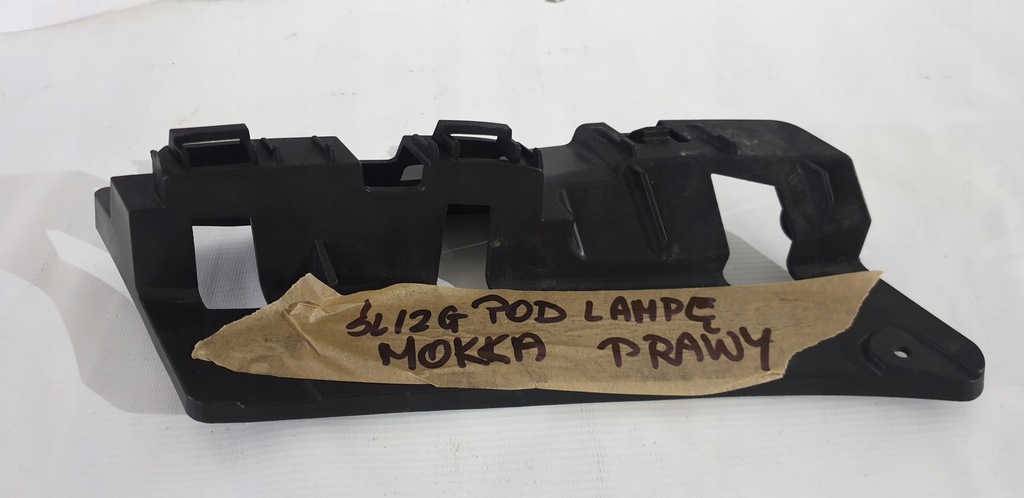 ŚLIZG POD LAMPĘ
MOKKA PRAWY